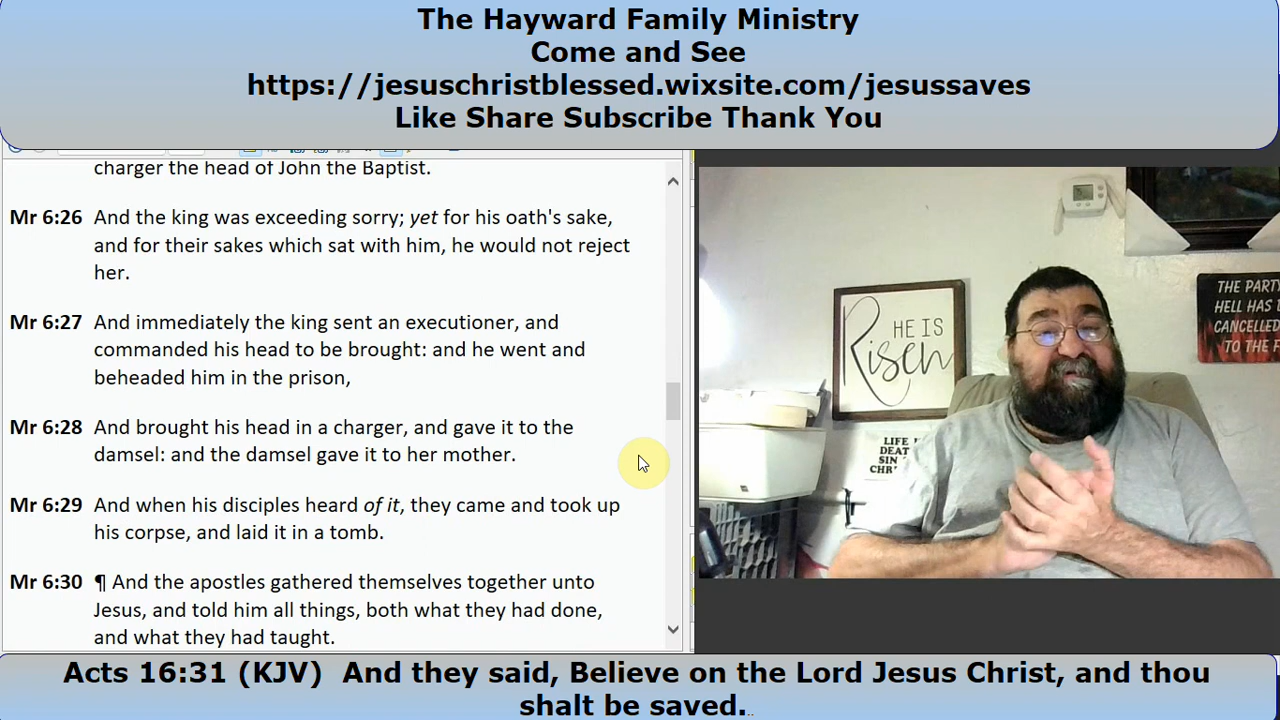 The Hayward Family Ministry
Come and See
https://jesuschristblessed.wixsite.com/jesussaves
Like Share Subscribe Thank You
charger the head of John the Baptist.
Mr 6:26 And the king was exceeding sorry; yet for his oath's sake,
and for their sakes which sat with him, he would not reject
her.
Mr 6:27 And immediately the king sent an executioner, and
commanded his head to be brought: and he went and
beheaded him in the prison,
Mr 6:28 And brought his head in a charger, and gave it to the
damsel: and the damsel gave it to her mother.
Mr 6:29 And when his disciples heard of it, they came and took up
his corpse, and laid it in a tomb.
Mr 6:30 ¶ And the apostles gathered themselves together unto
Jesus, and told him all things, both what they had done,
and what they had taught.
HE IS
Risen
LIFE
DEAT
SIN
CHR
THE PARTY
HELL HAS
CANCELLED
TO THE F
Acts 16:31 (KJV) And they said, Believe on the Lord Jesus Christ, and thou
shalt be saved..